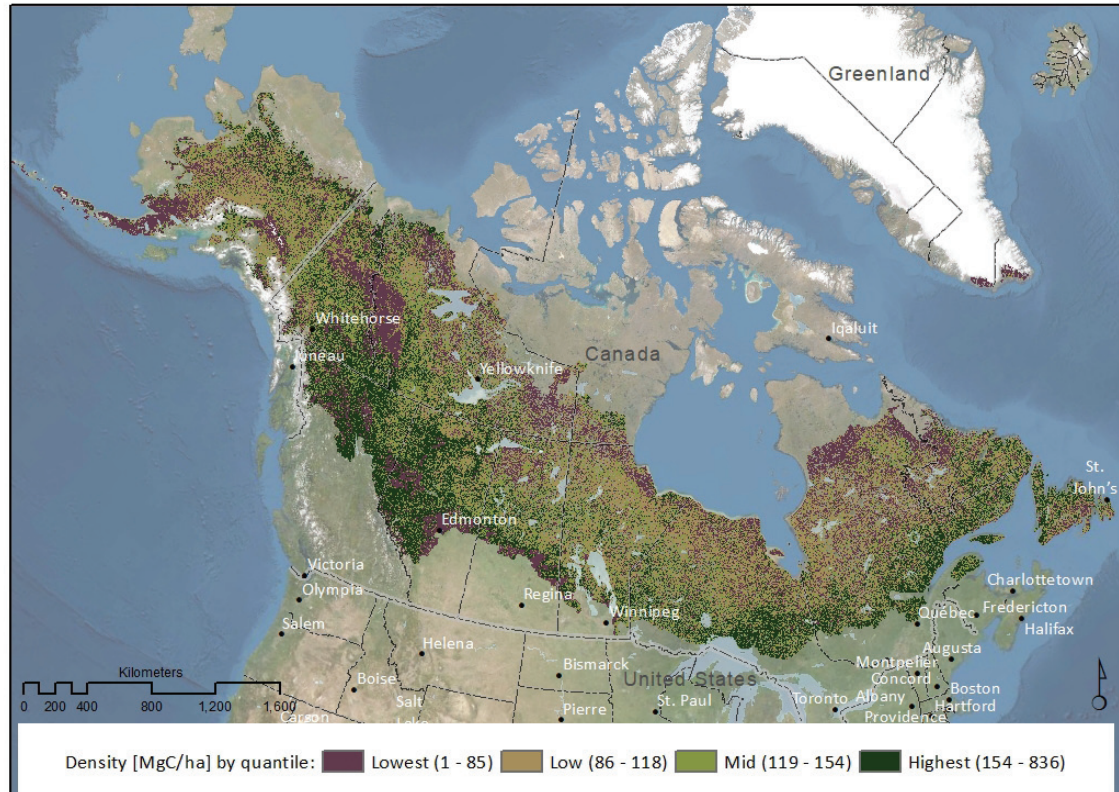 Greenland
Iqaluit
Canada
Whitehorse
Juneau
Yellowknife
St.
John's
Edmonton
Victoria
Olympia
Salem
Regina
Winnipeg
Helena
Bismarck
Boise
Pierre
St. Paul
United States
Charlottetown
Fredericton
Québec
Halifax
Augusta
Montpelier
Concord
Toronto
Albany
Boston
Hartford
Providence
Carson
Salt
Lake
Kilometers
0 200 400 800 1,200 1,600
Density [MgC/ha] by quantile: Lowest (1 - 85) Low (86 - 118) Mid (119 - 154) Highest (154 - 836)